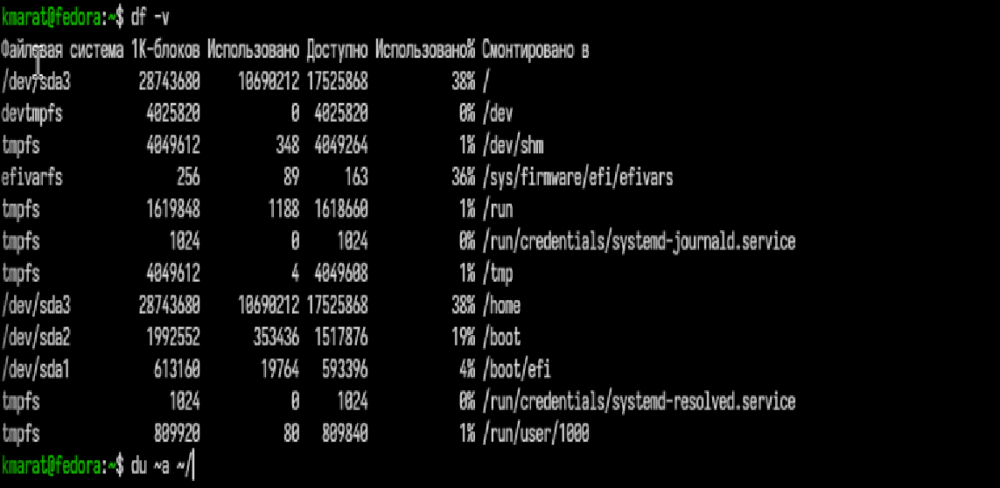 kmarat@fedora:~$ df -v
Файловая система 1К-блоков Использовано Доступно Использовано% Смонтировано в
/dev/sda3 28743680 10690212 17525868 38% /
devtmpfs 4025820 0 4025820 0% /dev
tmpfs 4049612 348 4049264 1% /dev/shm
efivarfs 256 89 163 36% /sys/firmware/efi/efivars
tmpfs 1619848 1188 1618660 1% /run
tmpfs 1024 0 1024 0% /run/credentials/systemd-journald.service
tmpfs 4049612 4 4049608 1% /tmp
/dev/sda3 28743680 10690212 17525868 38% /home
/dev/sda2 1992552 353436 1517876 19% /boot
/dev/sda1 613160 19764 593396 4% /boot/efi
tmpfs 1024 0 1024 0% /run/credentials/systemd-resolved.service
tmpfs 809920 80 809840 1% /run/user/1000
kmarat@fedora:~$ du ~a ~/